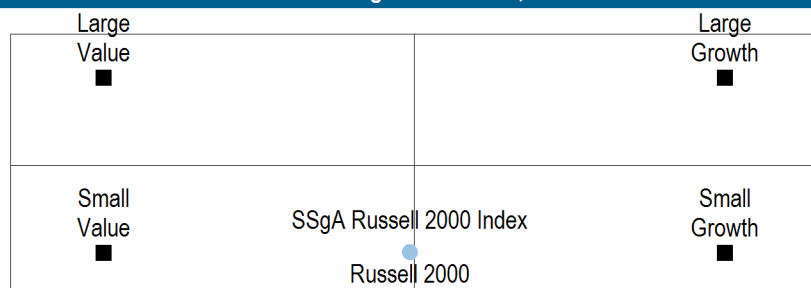 Large
Value
Large
Growth
Small
Value
SSgA Russell 2000 Index
Small
Growth
Russell 2000